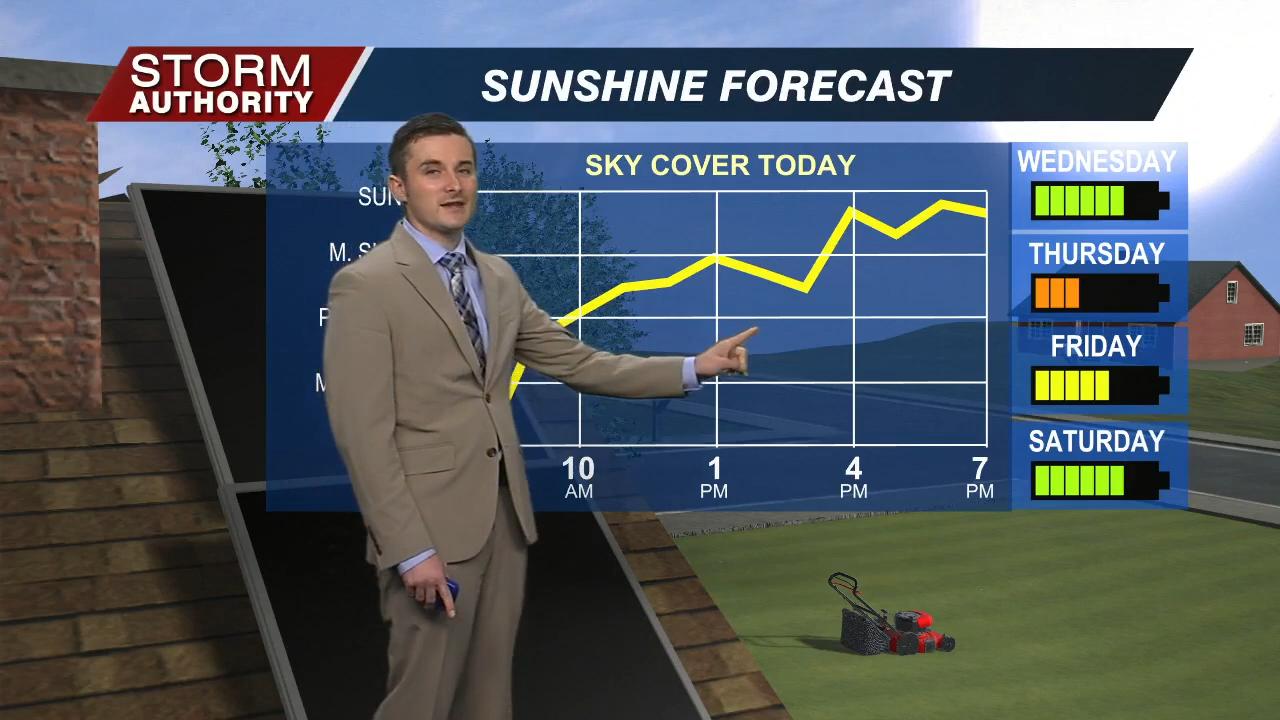 STORM
AUTHORITY
SUNSHINE FORECAST
SKY COVER TODAY
10
AM
1
PM
4
PM
7
PM
WEDNESDAY
THURSDAY
FRIDAY
SATURDAY